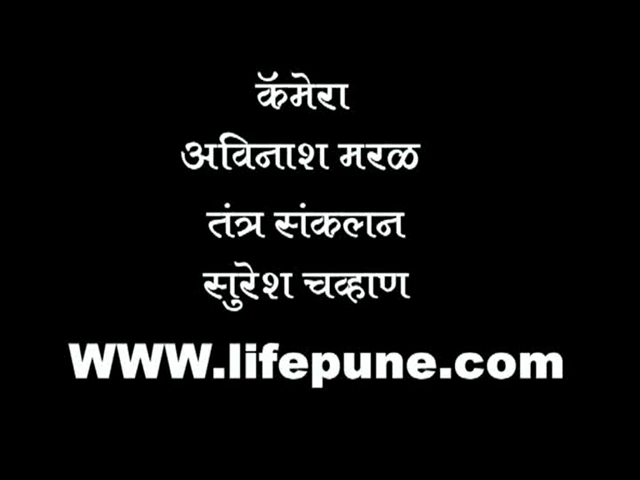 कॅमेरा
अविनाश मरळ
तंत्र संकलन
सुरेश चव्हाण
WWW.lifepune.com